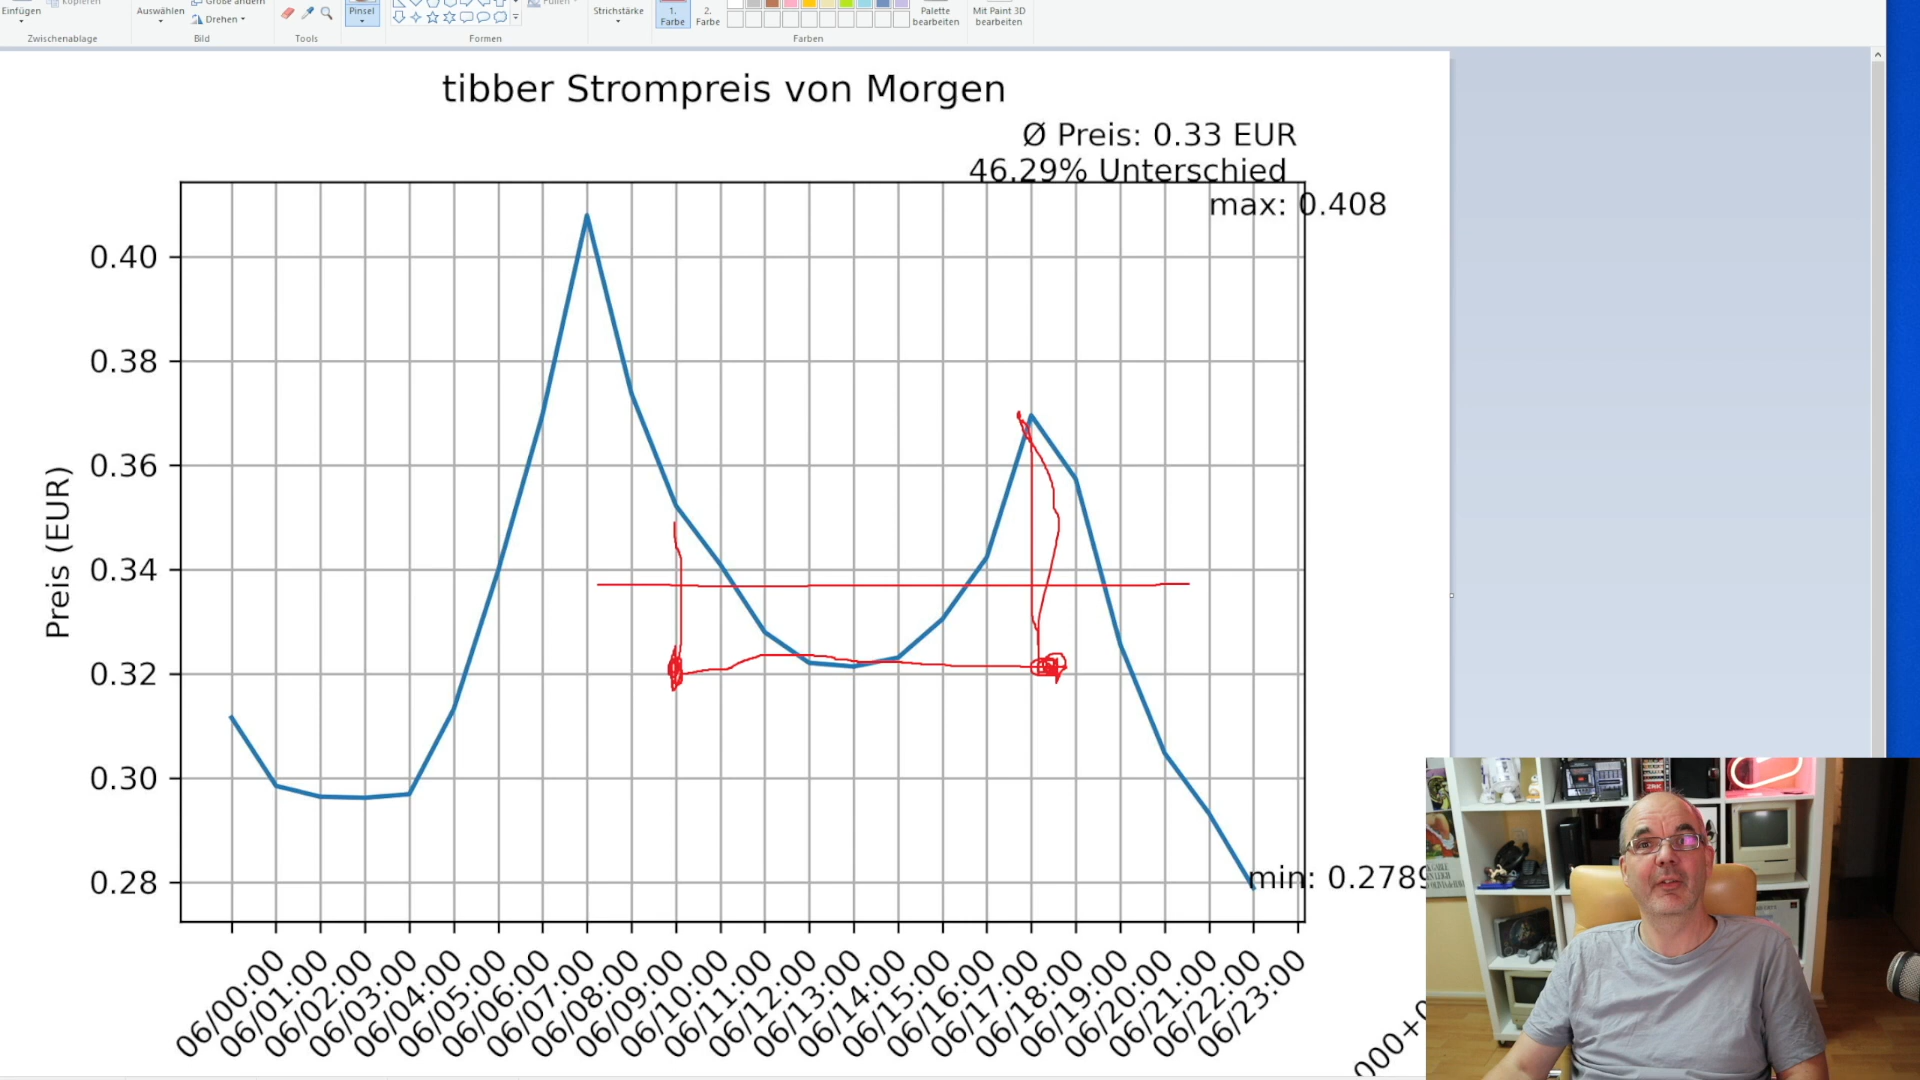 Einfügen
Kopieren
Auswählen
Größe ändern
Drehen
Pinsel
Füllen
Strichstärke
1. Farbe
2. Farbe
Palette bearbeiten
Mit Paint 3D bearbeiten
Zwischenablage
Bild
Tools
Formen
Farben
tibber Strompreis von Morgen
Ø Preis: 0.33 EUR
46.29% Unterschied
max: 0.408
0.40
0.38
0.36
0.34
0.32
0.30
0.28
Preis (EUR)
min: 0.2789
06/00:00
06/01:00
06/02:00
06/03:00
06/04:00
06/05:00
06/06:00
06/07:00
06/08:00
06/09:00
06/10:00
06/11:00
06/12:00
06/13:00
06/14:00
06/15:00
06/16:00
06/17:00
06/18:00
06/19:00
06/20:00
06/21:00
06/22:00
06/23:00